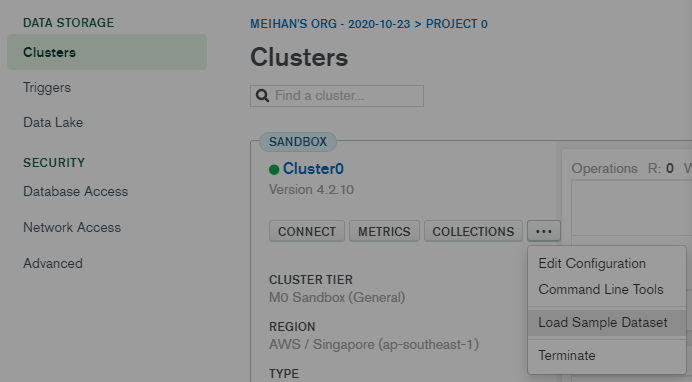 DATA STORAGE
Clusters
Triggers
Data Lake
SECURITY
Database Access
Network Access
Advanced
MEIHAN'S ORG - 2020-10-23 > PROJECT 0
Clusters
Find a cluster...
SANDBOX
Cluster0
Version 4.2.10
CONNECT METRICS COLLECTIONS ...
CLUSTER TIER
M0 Sandbox (General)
REGION
AWS / Singapore (ap-southeast-1)
TYPE
Operations R: 0 W
Edit Configuration
Command Line Tools
Load Sample Dataset
Terminate